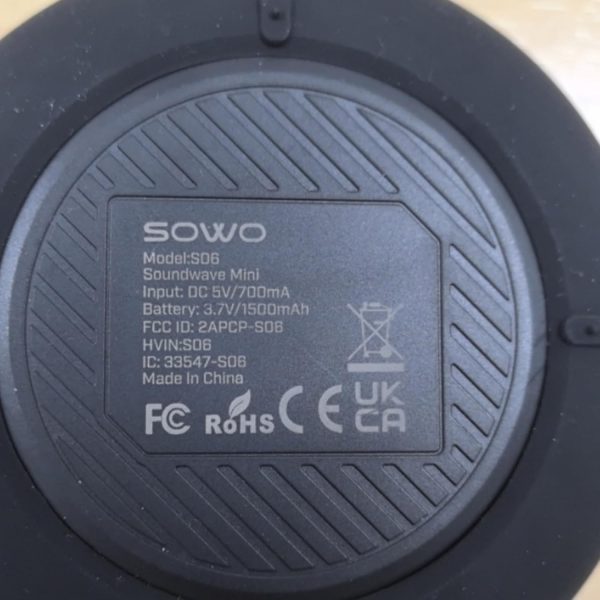 SOWO
Model:S06
Soundwave Mini
Input: DC 5V/700mA
Battery: 3.7V/1500mAh
FCC ID: 2APCP-S06
HVIN:S06
IC: 33547-S06
Made In China
FC RoHS CE UK
CA